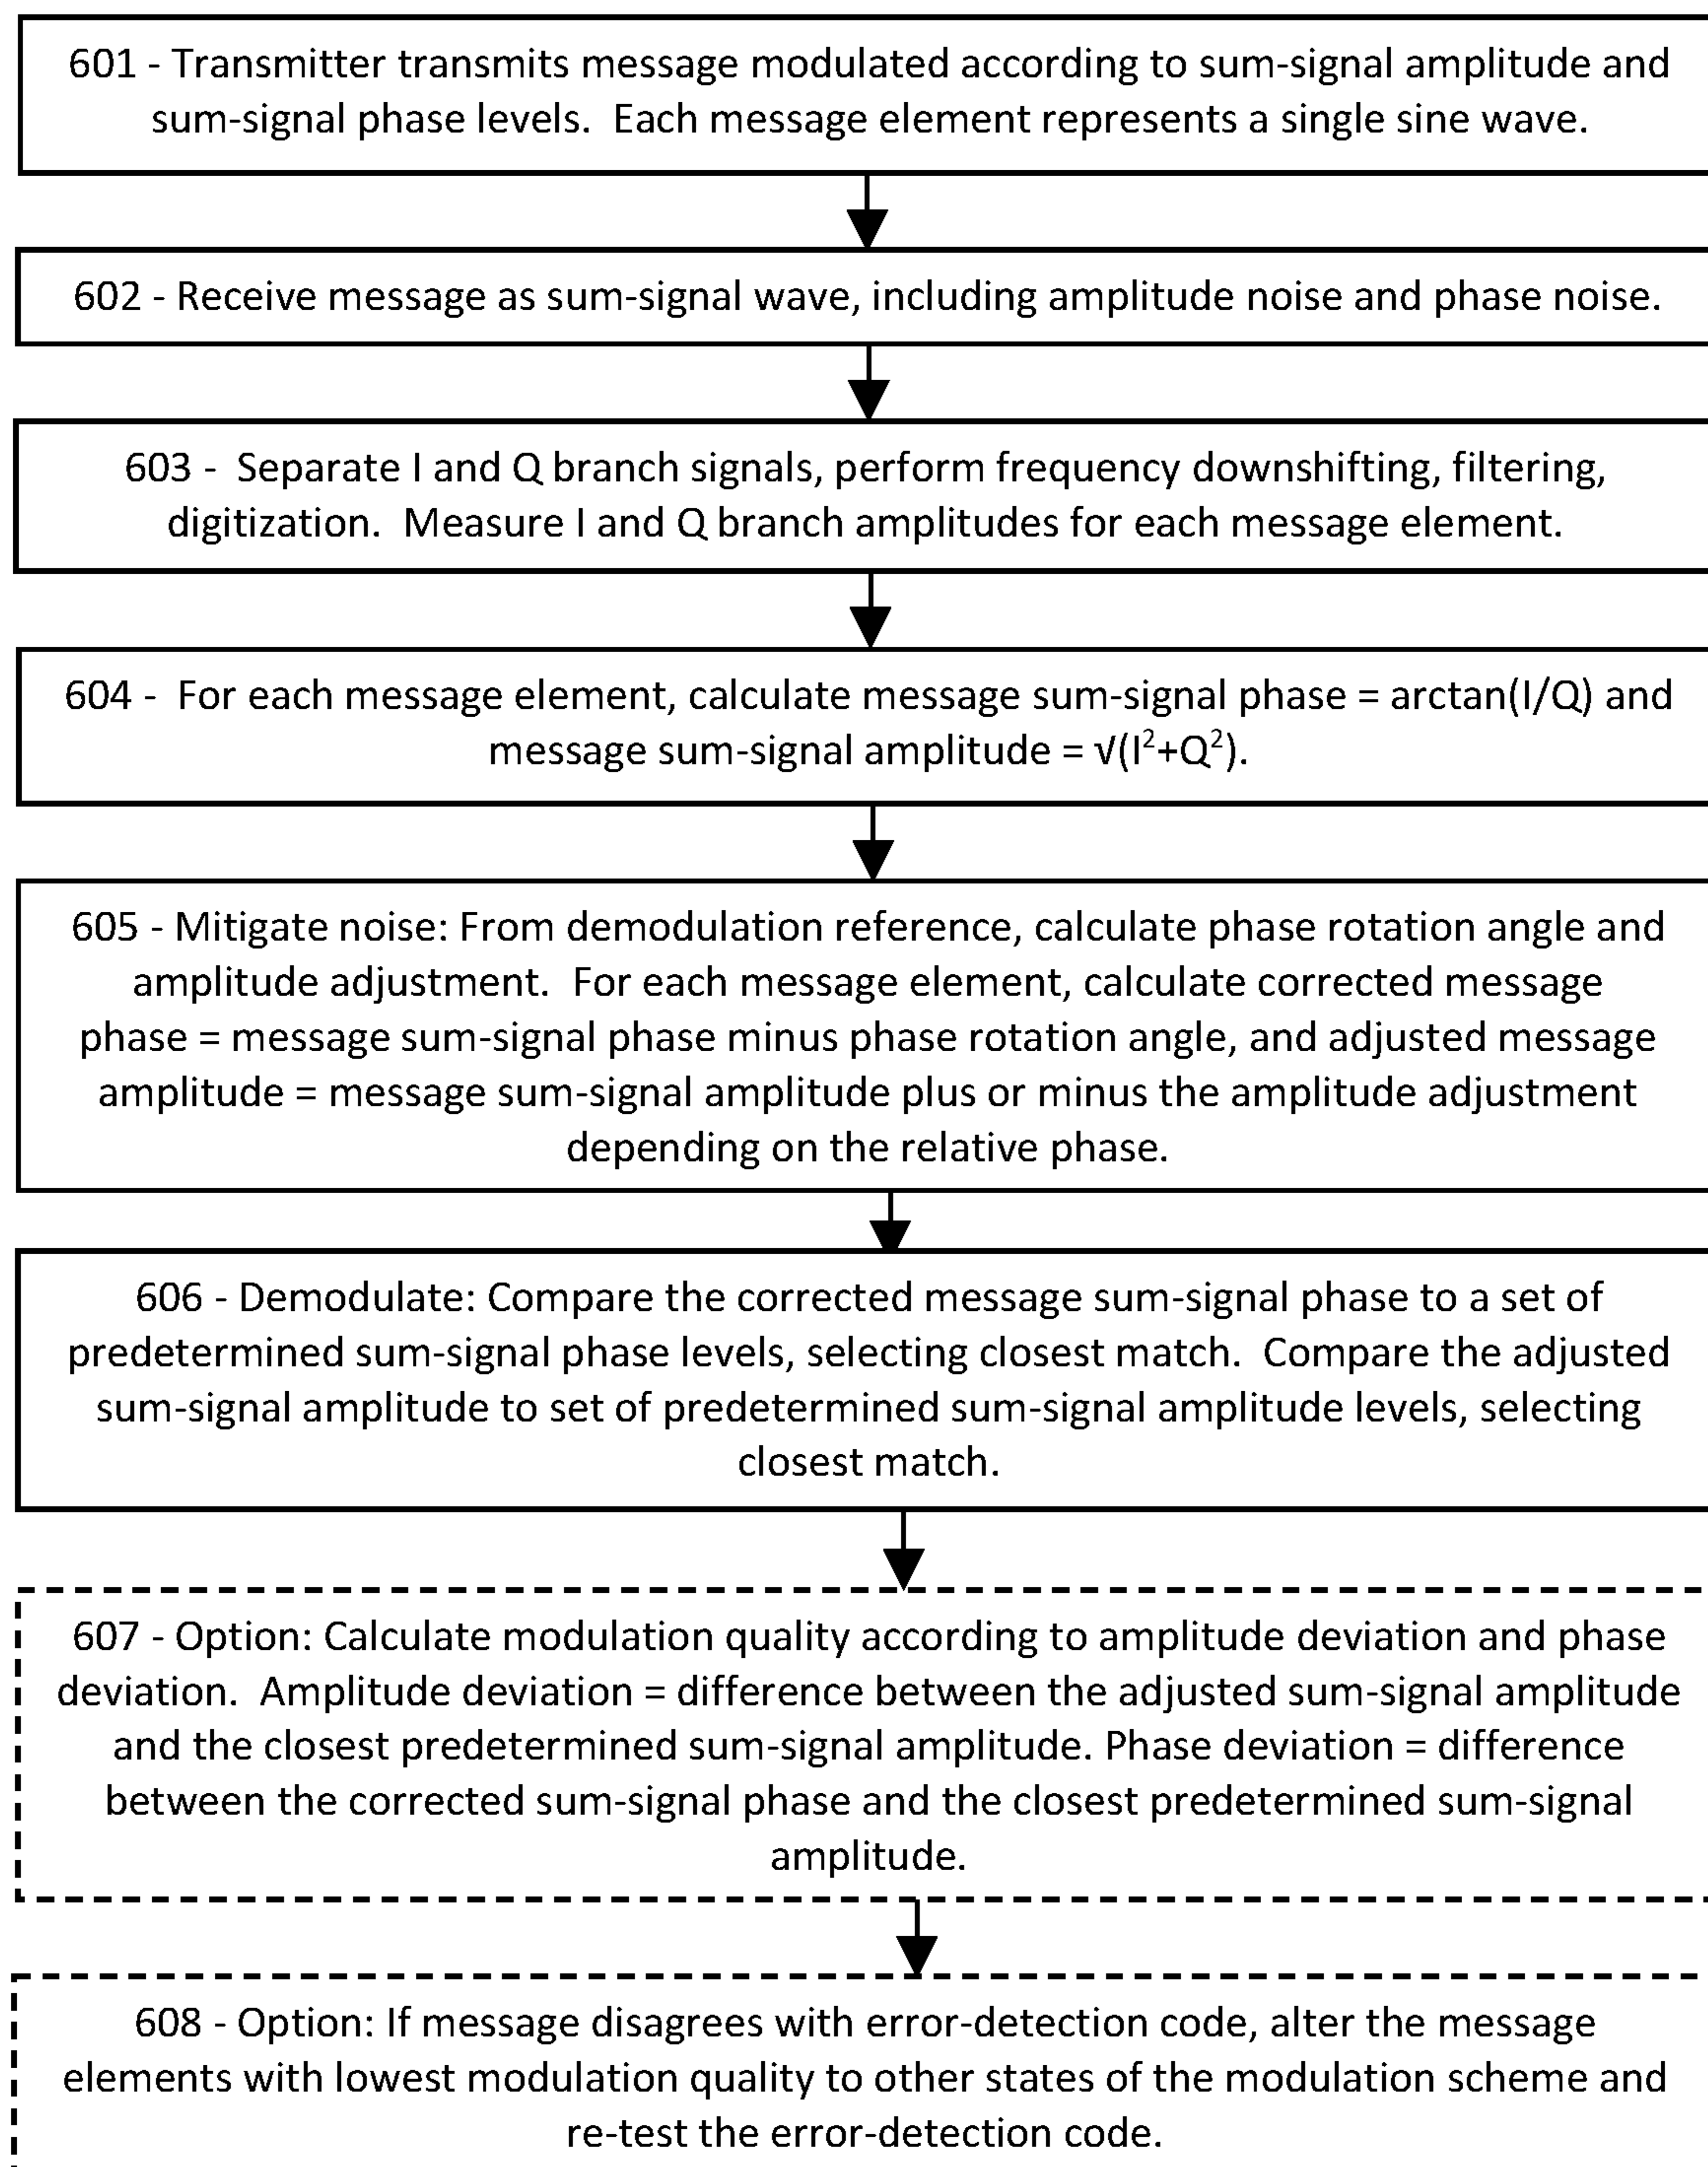 601 - Transmitter transmits message modulated according to sum-signal amplitude and
sum-signal phase levels.  Each message element represents a single sine wave.
602 - Receive message as sum-signal wave, including amplitude noise and phase noise.
603 -  Separate I and Q branch signals, perform frequency downshifting, filtering,
digitization.  Measure I and Q branch amplitudes for each message element.
604 -  For each message element, calculate message sum-signal phase = arctan(I/Q) and
message sum-signal amplitude = √(I²+Q²).
605 - Mitigate noise: From demodulation reference, calculate phase rotation angle and
amplitude adjustment.  For each message element, calculate corrected message
phase = message sum-signal phase minus phase rotation angle, and adjusted message
amplitude = message sum-signal amplitude plus or minus the amplitude adjustment
depending on the relative phase.
606 - Demodulate: Compare the corrected message sum-signal phase to a set of
predetermined sum-signal phase levels, selecting closest match.  Compare the adjusted
sum-signal amplitude to set of predetermined sum-signal amplitude levels, selecting
closest match.
607 - Option: Calculate modulation quality according to amplitude deviation and phase
deviation.  Amplitude deviation = difference between the adjusted sum-signal amplitude
and the closest predetermined sum-signal amplitude. Phase deviation = difference
between the corrected sum-signal phase and the closest predetermined sum-signal
amplitude.
608 - Option: If message disagrees with error-detection code, alter the message
elements with lowest modulation quality to other states of the modulation scheme and
re-test the error-detection code.